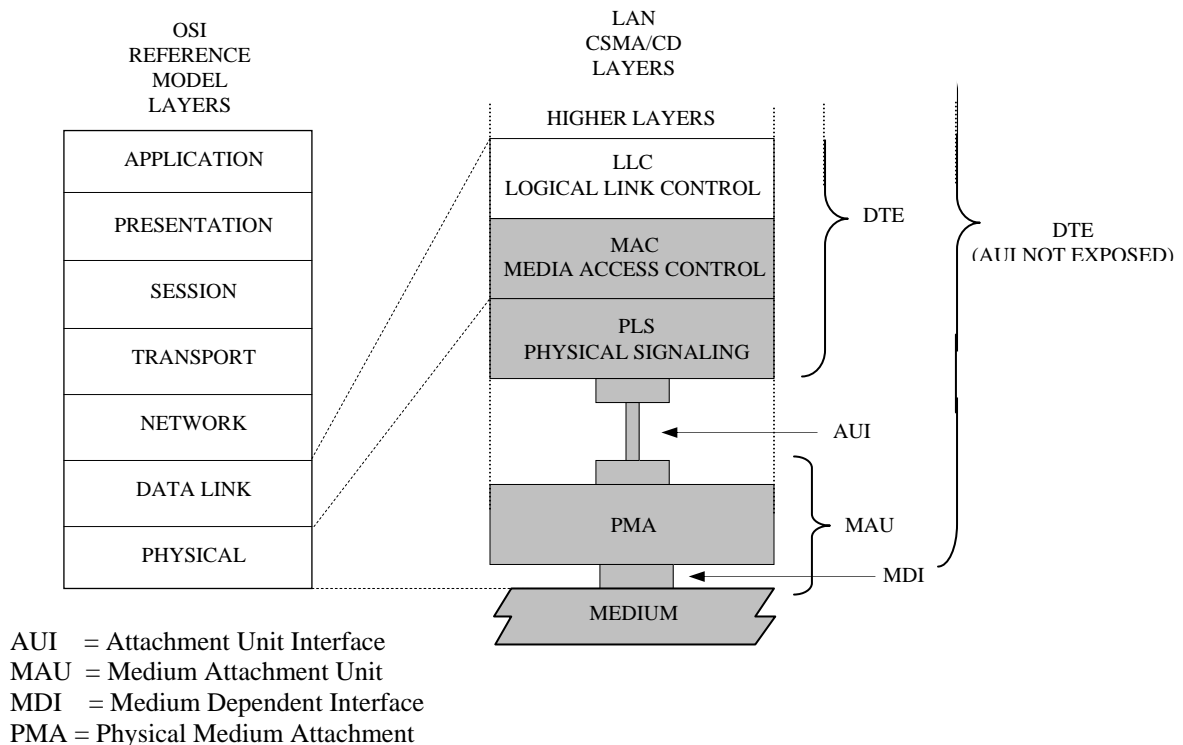 OSI
REFERENCE
MODEL
LAYERS
APPLICATION
PRESENTATION
SESSION
TRANSPORT
NETWORK
DATA LINK
PHYSICAL
LAN
CSMA/CD
LAYERS
HIGHER LAYERS
LLC
LOGICAL LINK CONTROL
MAC
MEDIA ACCESS CONTROL
PLS
PHYSICAL SIGNALING
PMA
MEDIUM
DTE
AUI
MAU
MDI
DTE
(AUI NOT EXPOSED)
AUI = Attachment Unit Interface
MAU = Medium Attachment Unit
MDI = Medium Dependent Interface
PMA = Physical Medium Attachment